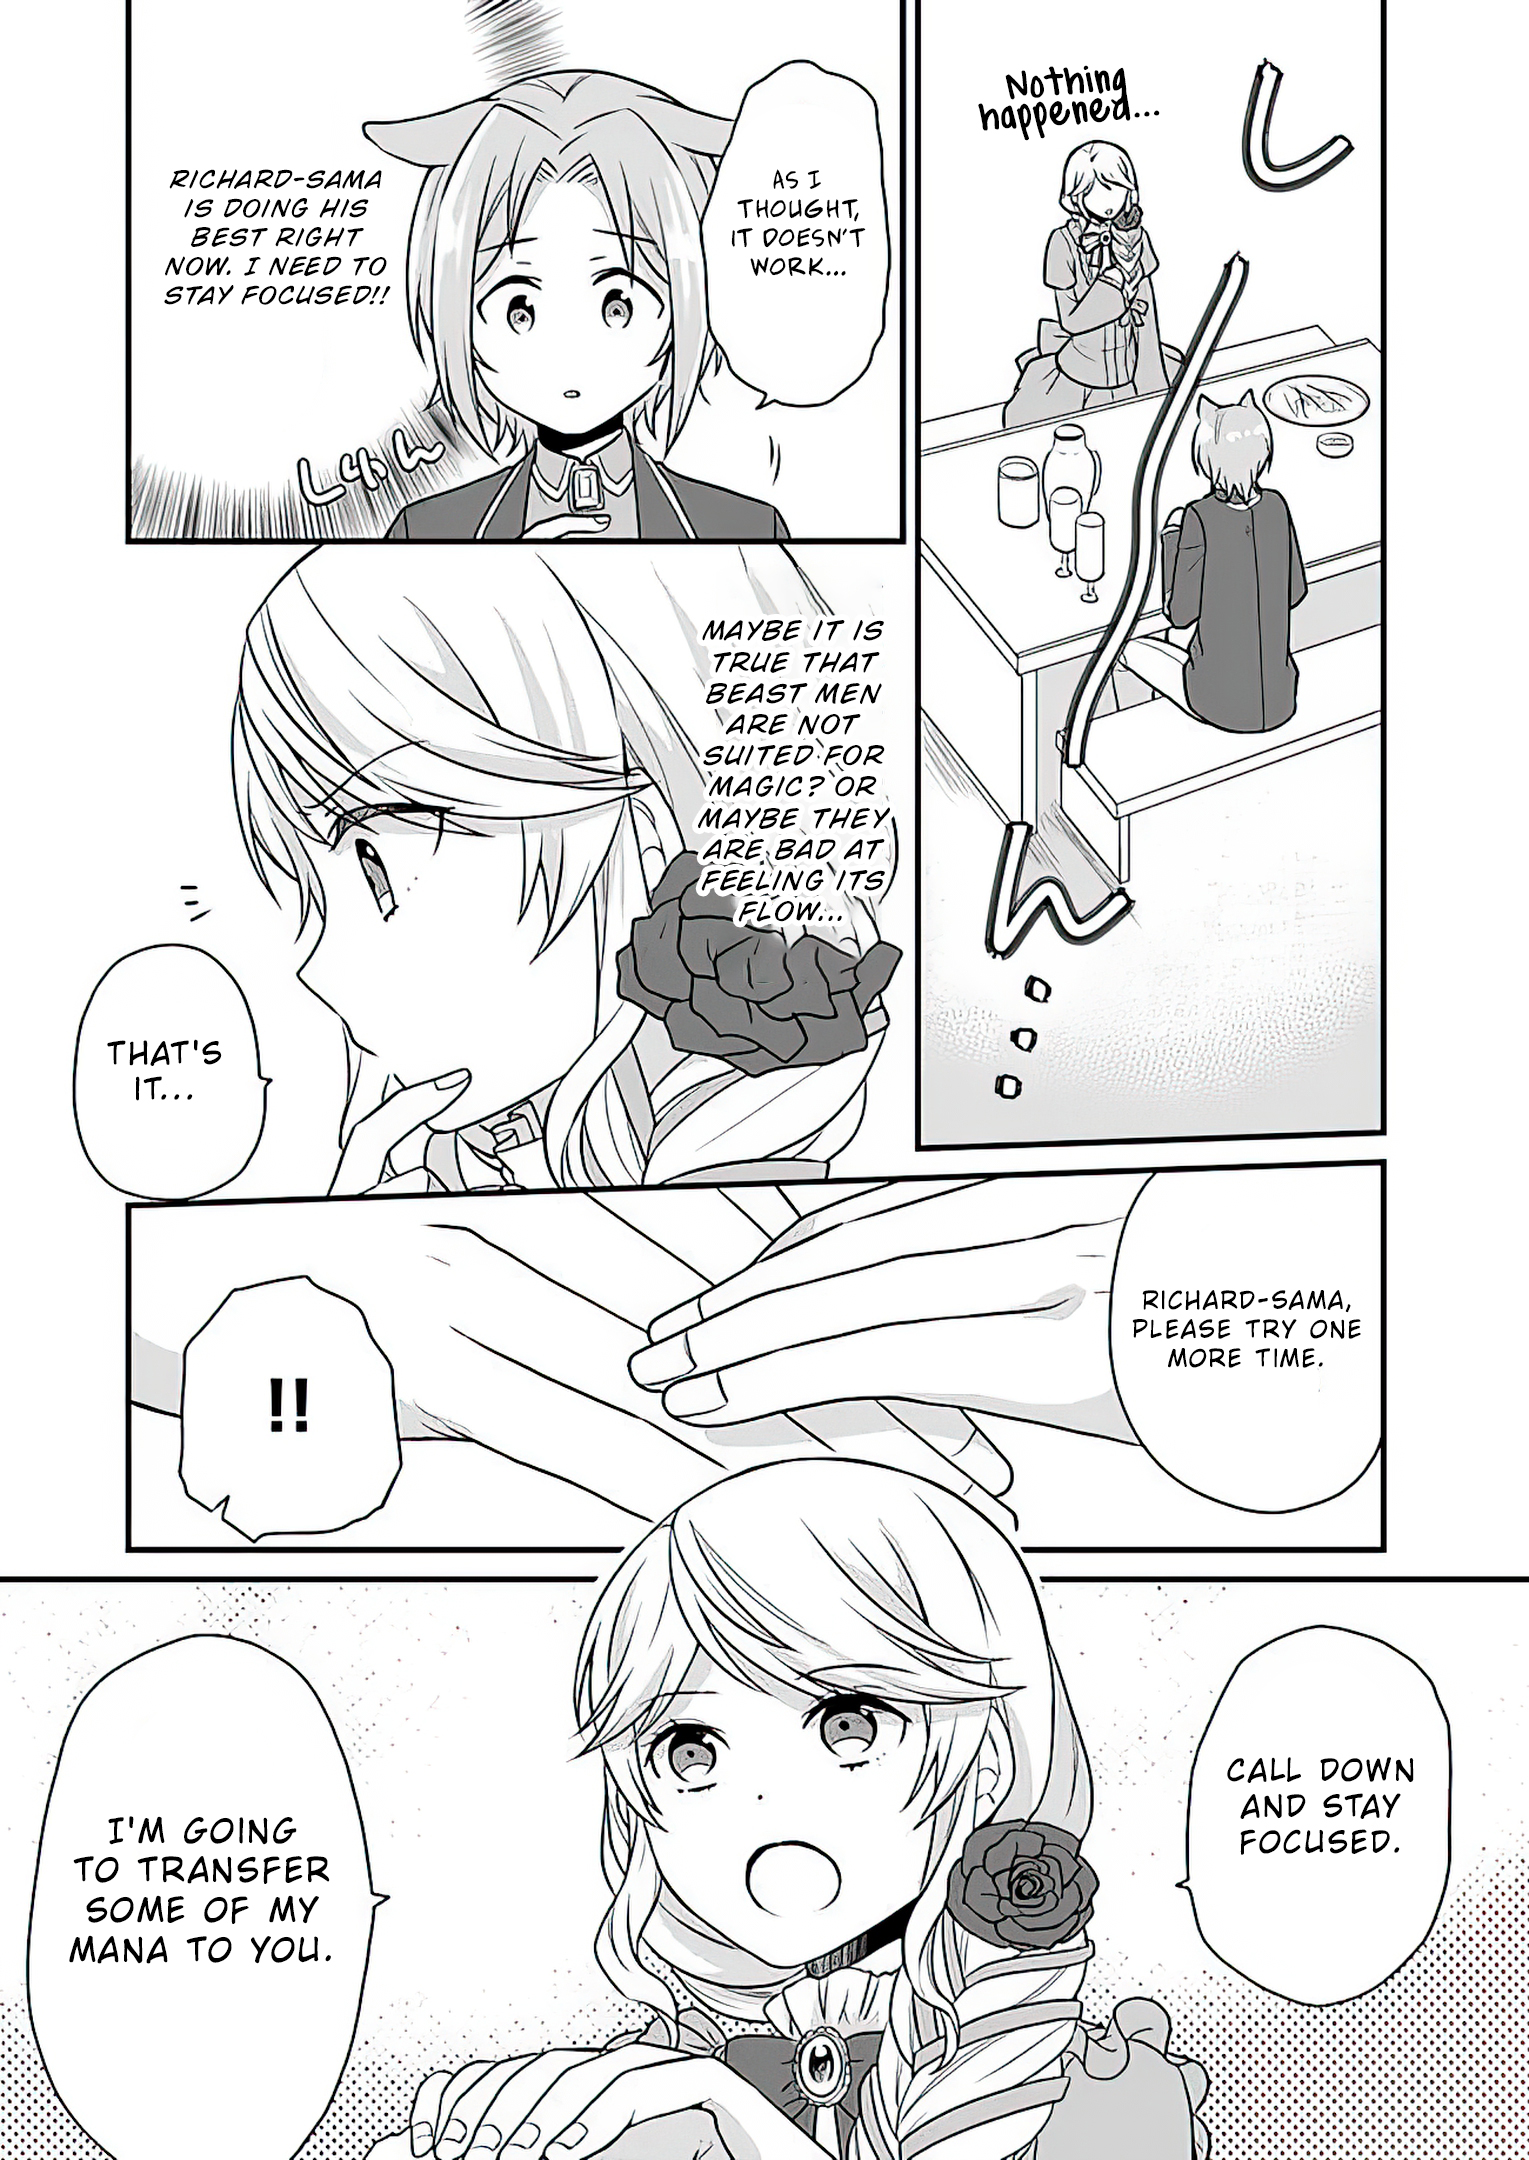 Nothing
happened...
し
ー
ん
...
AS I
THOUGHT,
IT DOESN'T
WORK...
RICHARD-SAMA
IS DOING HIS
BEST RIGHT
NOW. I NEED TO
STAY FOCUSED!!
しゅん
MAYBE IT IS
TRUE THAT
BEAST MEN
ARE NOT
SUITED FOR
MAGIC? OR
MAYBE THEY
ARE BAD AT
FEELING ITS
FLOW...
THAT'S
IT...
RICHARD-SAMA,
PLEASE TRY ONE
MORE TIME.
!!
CALL DOWN
AND STAY
FOCUSED.
I'M GOING
TO TRANSFER
SOME OF MY
MANA TO YOU.